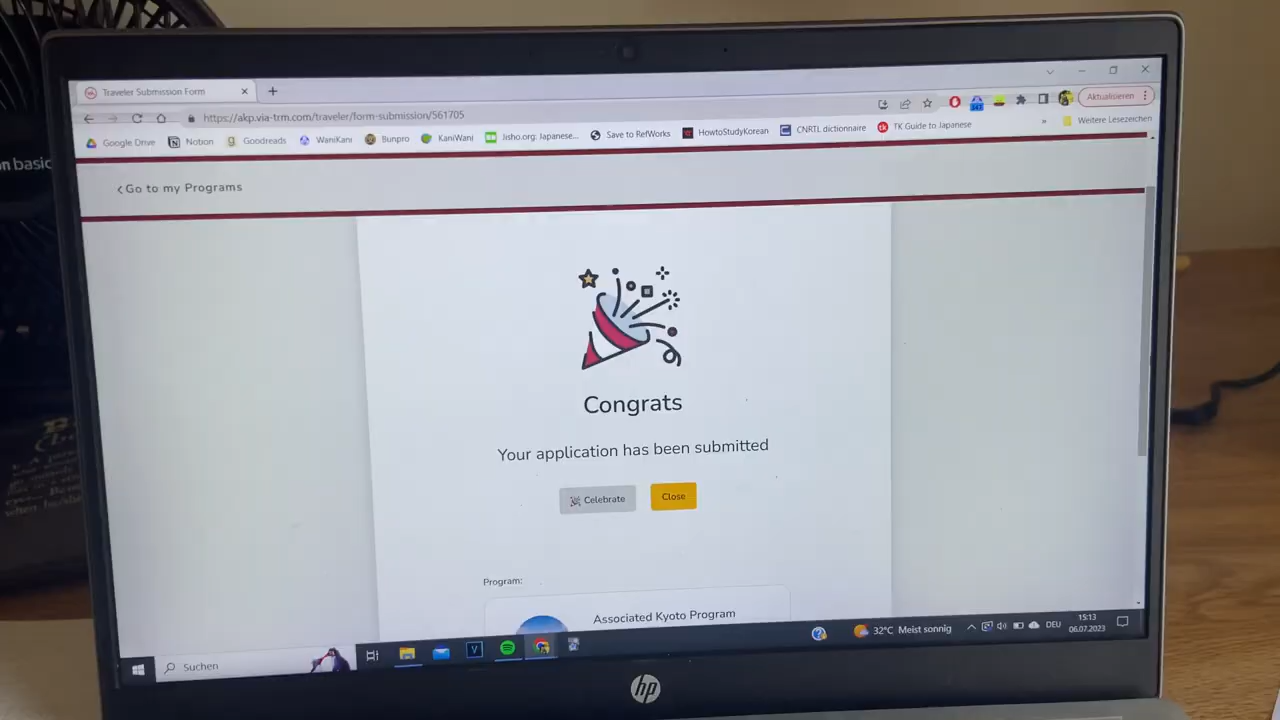 Traveler Submission Form
https://akp.via-trm.com/traveler/form-submission/561705
Aktualisieren
Google Drive
Notion
Goodreads
WaniKani
Bunpro
KaniWani
Jisho.org: Japanese...
Save to RefWorks
HowtoStudyKorean
CNRTL dictionnaire
TK Guide to Japanese
»
Weitere Lesezeichen
n basic
Go to my Programs
Congrats
Your application has been submitted
Celebrate
Close
Program:
Associated Kyoto Program
Suchen
32°C Meist sonnig
DEU
15:13
06.07.2023
hp